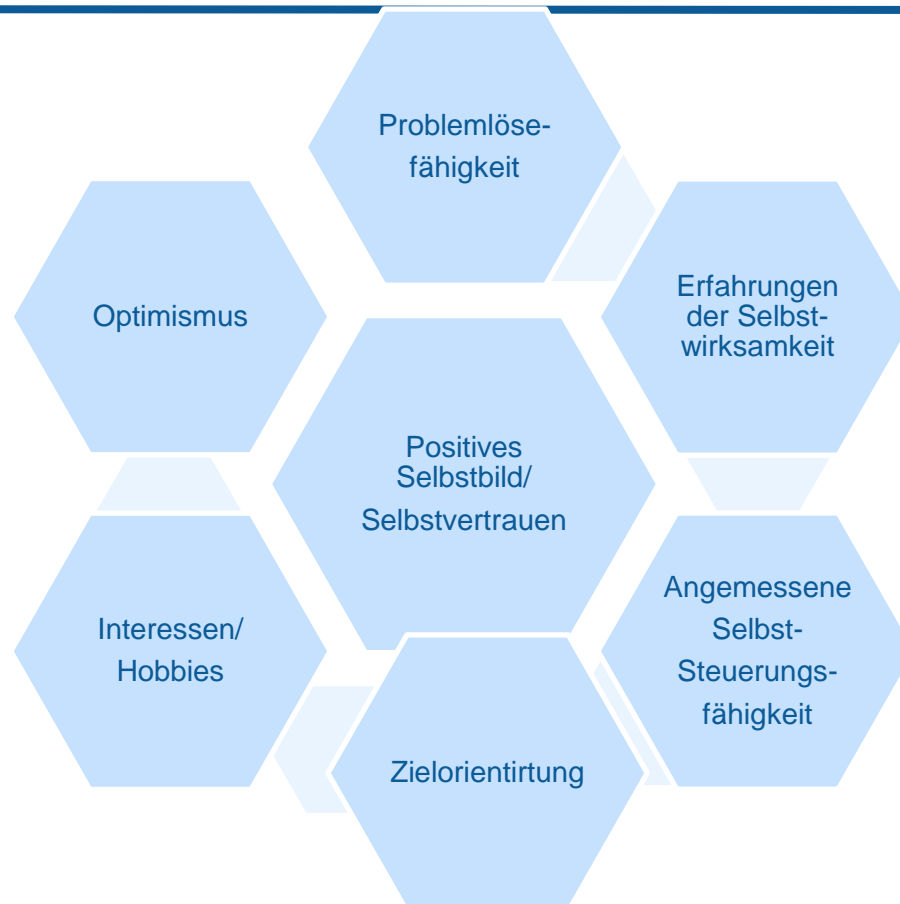 Problemlöse-
fähigkeit
Optimismus
Erfahrungen
der Selbst-
wirksamkeit
Positives
Selbstbild/
Selbstvertrauen
Interessen/
Hobbies
Angemessene
Selbst-
Steuerungs-
fähigkeit
Zielorientirtung